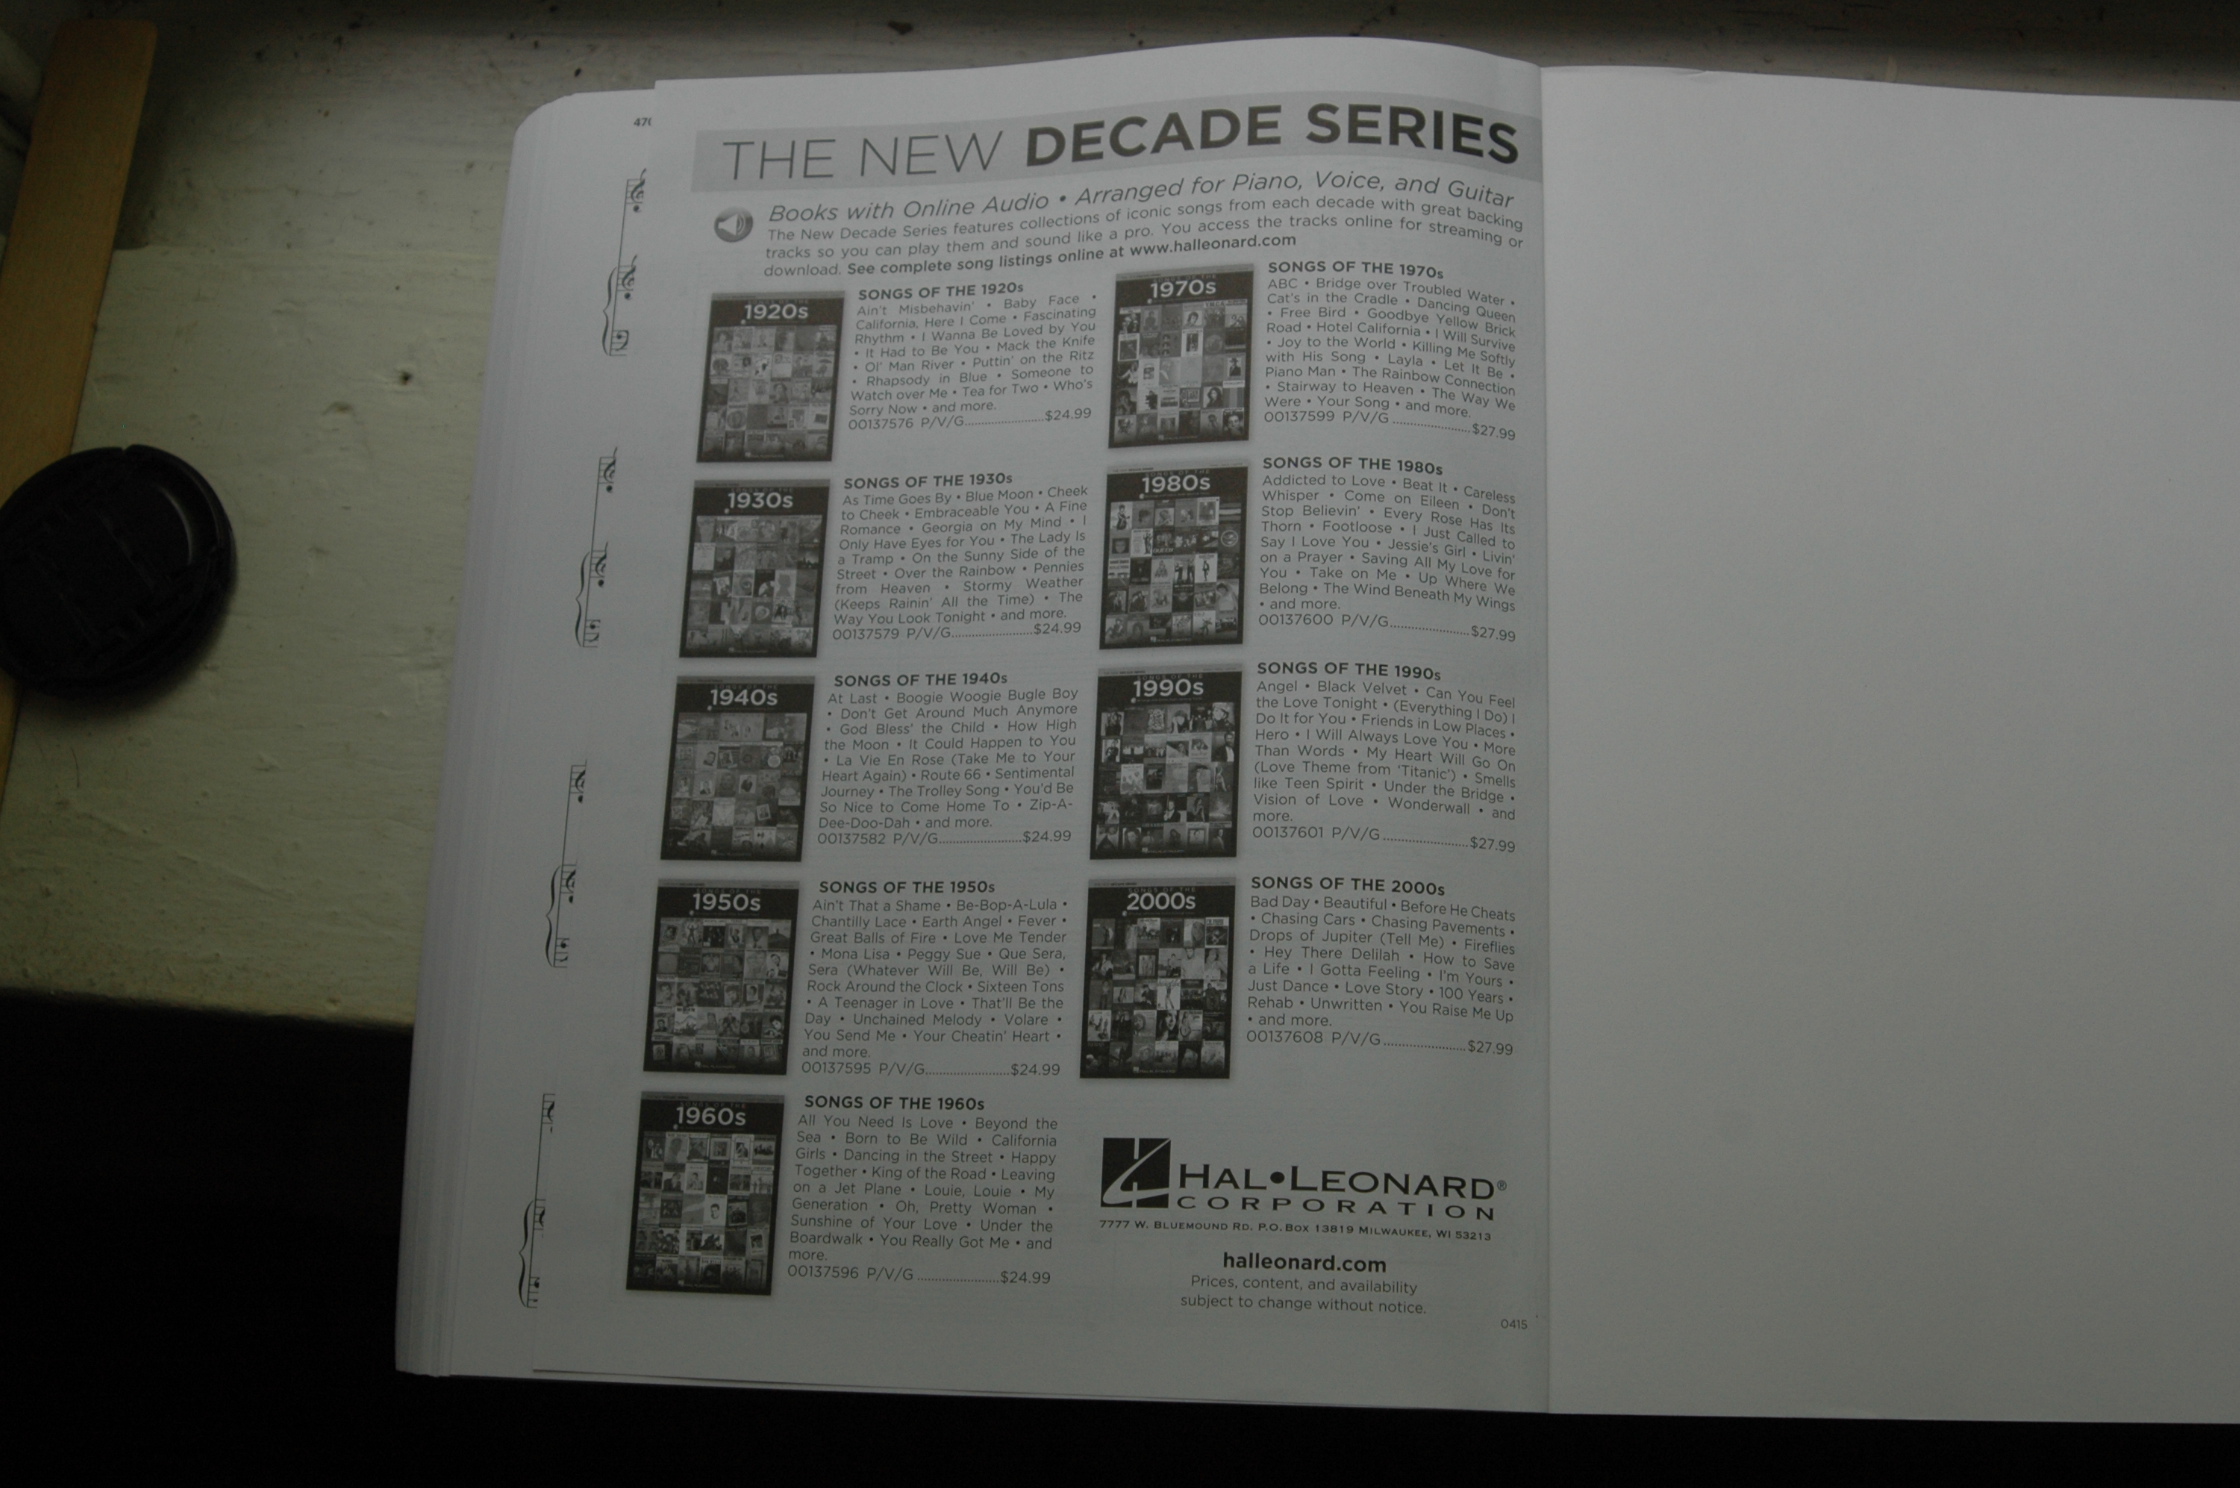 470
THE NEW DECADE SERIES
Books with Online Audio • Arranged for Piano, Voice, and Guitar
The New Decade Series features collections of iconic songs from each decade with great backing
tracks so you can play them and sound like a pro. You access the tracks online for streaming or
download. See complete song listings online at www.halleonard.com
1920s
SONGS OF THE 1920s
Ain't Misbehavin' • Baby Face •
California, Here I Come • Fascinating
Rhythm • I Wanna Be Loved by You
• It Had to Be You • Mack the Knife
• Ol' Man River • Puttin' on the Ritz
• Rhapsody in Blue • Someone to
Watch over Me • Tea for Two • Who's
Sorry Now • and more.
00137576 P/V/G......................$24.99
1930s
SONGS OF THE 1930s
As Time Goes By • Blue Moon • Cheek
to Cheek • Embraceable You • A Fine
Romance • Georgia on My Mind • I
Only Have Eyes for You • The Lady Is
a Tramp • On the Sunny Side of the
Street • Over the Rainbow • Pennies
from Heaven • Stormy Weather
(Keeps Rainin' All the Time) • The
Way You Look Tonight • and more.
00137579 P/V/G......................$24.99
1940s
SONGS OF THE 1940s
At Last • Boogie Woogie Bugle Boy
• Don't Get Around Much Anymore
• God Bless' the Child • How High
the Moon • It Could Happen to You
• La Vie En Rose (Take Me to Your
Heart Again) • Route 66 • Sentimental
Journey • The Trolley Song • You'd Be
So Nice to Come Home To • Zip-A-
Dee-Doo-Dah • and more.
00137582 P/V/G......................$24.99
1950s
SONGS OF THE 1950s
Ain't That a Shame • Be-Bop-A-Lula •
Chantilly Lace • Earth Angel • Fever •
Great Balls of Fire • Love Me Tender
• Mona Lisa • Peggy Sue • Que Sera,
Sera (Whatever Will Be, Will Be) •
Rock Around the Clock • Sixteen Tons
• A Teenager in Love • That'll Be the
Day • Unchained Melody • Volare •
You Send Me • Your Cheatin' Heart •
and more.
00137595 P/V/G......................$24.99
1960s
SONGS OF THE 1960s
All You Need Is Love • Beyond the
Sea • Born to Be Wild • California
Girls • Dancing in the Street • Happy
Together • King of the Road • Leaving
on a Jet Plane • Louie, Louie • My
Generation • Oh, Pretty Woman •
Sunshine of Your Love • Under the
Boardwalk • You Really Got Me • and
more.
00137596 P/V/G ......................$24.99
1970s
SONGS OF THE 1970s
ABC • Bridge over Troubled Water •
Cat's in the Cradle • Dancing Queen
• Free Bird • Goodbye Yellow Brick
Road • Hotel California • I Will Survive
• Joy to the World • Killing Me Softly
with His Song • Layla • Let It Be •
Piano Man • The Rainbow Connection
• Stairway to Heaven • The Way We
Were • Your Song • and more.
00137599 P/V/G ......................$27.99
1980s
SONGS OF THE 1980s
Addicted to Love • Beat It • Careless
Whisper • Come on Eileen • Don't
Stop Believin' • Every Rose Has Its
Thorn • Footloose • I Just Called to
Say I Love You • Jessie's Girl • Livin'
on a Prayer • Saving All My Love for
You • Take on Me • Up Where We
Belong • The Wind Beneath My Wings
• and more.
00137600 P/V/G......................$27.99
1990s
SONGS OF THE 1990s
Angel • Black Velvet • Can You Feel
the Love Tonight • (Everything I Do) I
Do It for You • Friends in Low Places •
Hero • I Will Always Love You • More
Than Words • My Heart Will Go On
(Love Theme from 'Titanic') • Smells
like Teen Spirit • Under the Bridge •
Vision of Love • Wonderwall • and
more.
00137601 P/V/G ......................$27.99
2000s
SONGS OF THE 2000s
Bad Day • Beautiful • Before He Cheats
• Chasing Cars • Chasing Pavements •
Drops of Jupiter (Tell Me) • Fireflies
• Hey There Delilah • How to Save
a Life • I Gotta Feeling • I'm Yours •
Just Dance • Love Story • 100 Years •
Rehab • Unwritten • You Raise Me Up
• and more.
00137608 P/V/G ......................$27.99
HAL•LEONARD®
CORPORATION
7777 W. BLUEMOUND RD. P.O. BOX 13819 MILWAUKEE, WI 53213
halleonard.com
Prices, content, and availability
subject to change without notice.
0415